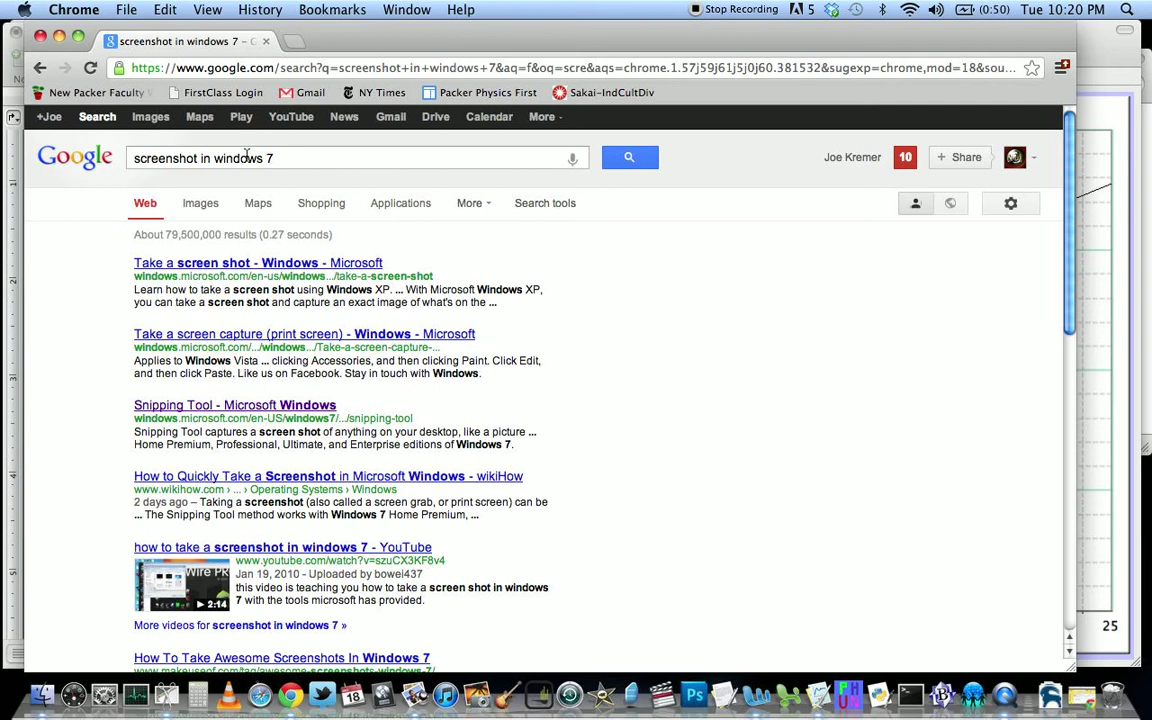 Chrome File Edit View History Bookmarks Window Help Stop Recording 5 (0:50) Tue 10:20 PM
screenshot in windows 7 – G
https://www.google.com/search?q=screenshot+in+windows+7&aq=f&oq=scre&aqs=chrome.1.57j59j61j5j0j60.381532&sugexp=chrome,mod=18&sou...
New Packer Faculty FirstClass Login Gmail NY Times Packer Physics First Sakai-IndCultDiv
+Joe Search Images Maps Play YouTube News Gmail Drive Calendar More
Google screenshot in windows 7 Joe Kremer 10 + Share
Web Images Maps Shopping Applications More Search tools
About 79,500,000 results (0.27 seconds)
Take a screen shot - Windows - Microsoft
windows.microsoft.com/en-us/windows.../take-a-screen-shot
Learn how to take a screen shot using Windows XP. ... With Microsoft Windows XP,
you can take a screen shot and capture an exact image of what's on the ...
Take a screen capture (print screen) - Windows - Microsoft
windows.microsoft.com/.../windows.../Take-a-screen-capture-...
Applies to Windows Vista ... clicking Accessories, and then clicking Paint. Click Edit,
and then click Paste. Like us on Facebook. Stay in touch with Windows.
Snipping Tool - Microsoft Windows
windows.microsoft.com/en-US/windows7/.../snipping-tool
Snipping Tool captures a screen shot of anything on your desktop, like a picture ...
Home Premium, Professional, Ultimate, and Enterprise editions of Windows 7.
How to Quickly Take a Screenshot in Microsoft Windows - wikiHow
www.wikihow.com › ... › Operating Systems › Windows
2 days ago – Taking a screenshot (also called a screen grab, or print screen) can be
... The Snipping Tool method works with Windows 7 Home Premium, ...
how to take a screenshot in windows 7 - YouTube
www.youtube.com/watch?v=szuCX3KF8v4
Jan 19, 2010 - Uploaded by bowei437
this video is teaching you how to take a screen shot in windows
7 with the tools microsoft has provided.
Wire PR
2:14
More videos for screenshot in windows 7 »
25
How To Take Awesome Screenshots In Windows 7
www.makeuseof.com/tag/awesome-screenshots-windows-7/
18 Ps PHUN